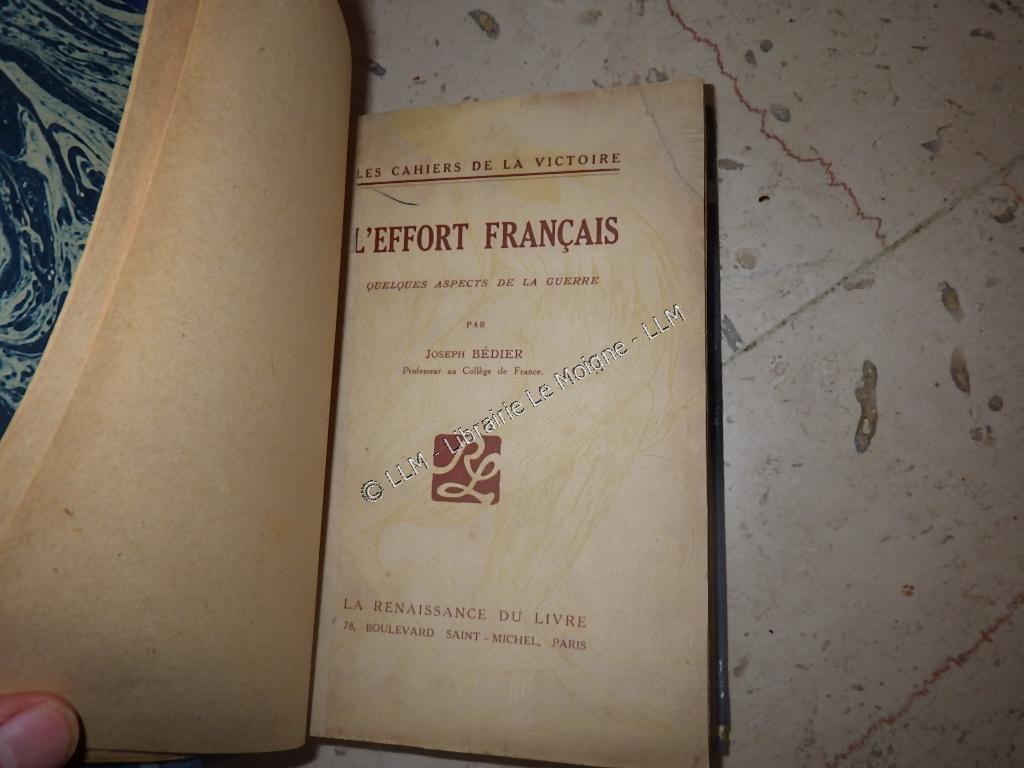 LES CAHIERS DE LA VICTOIRE
L'EFFORT FRANÇAIS
QUELQUES ASPECTS DE LA GUERRE
PAR
JOSEPH BÉDIER
Professeur au Collège de France.
© LLM - Librairie Le Moigne - LLM
RL
LA RENAISSANCE DU LIVRE
78, BOULEVARD SAINT-MICHEL, PARIS